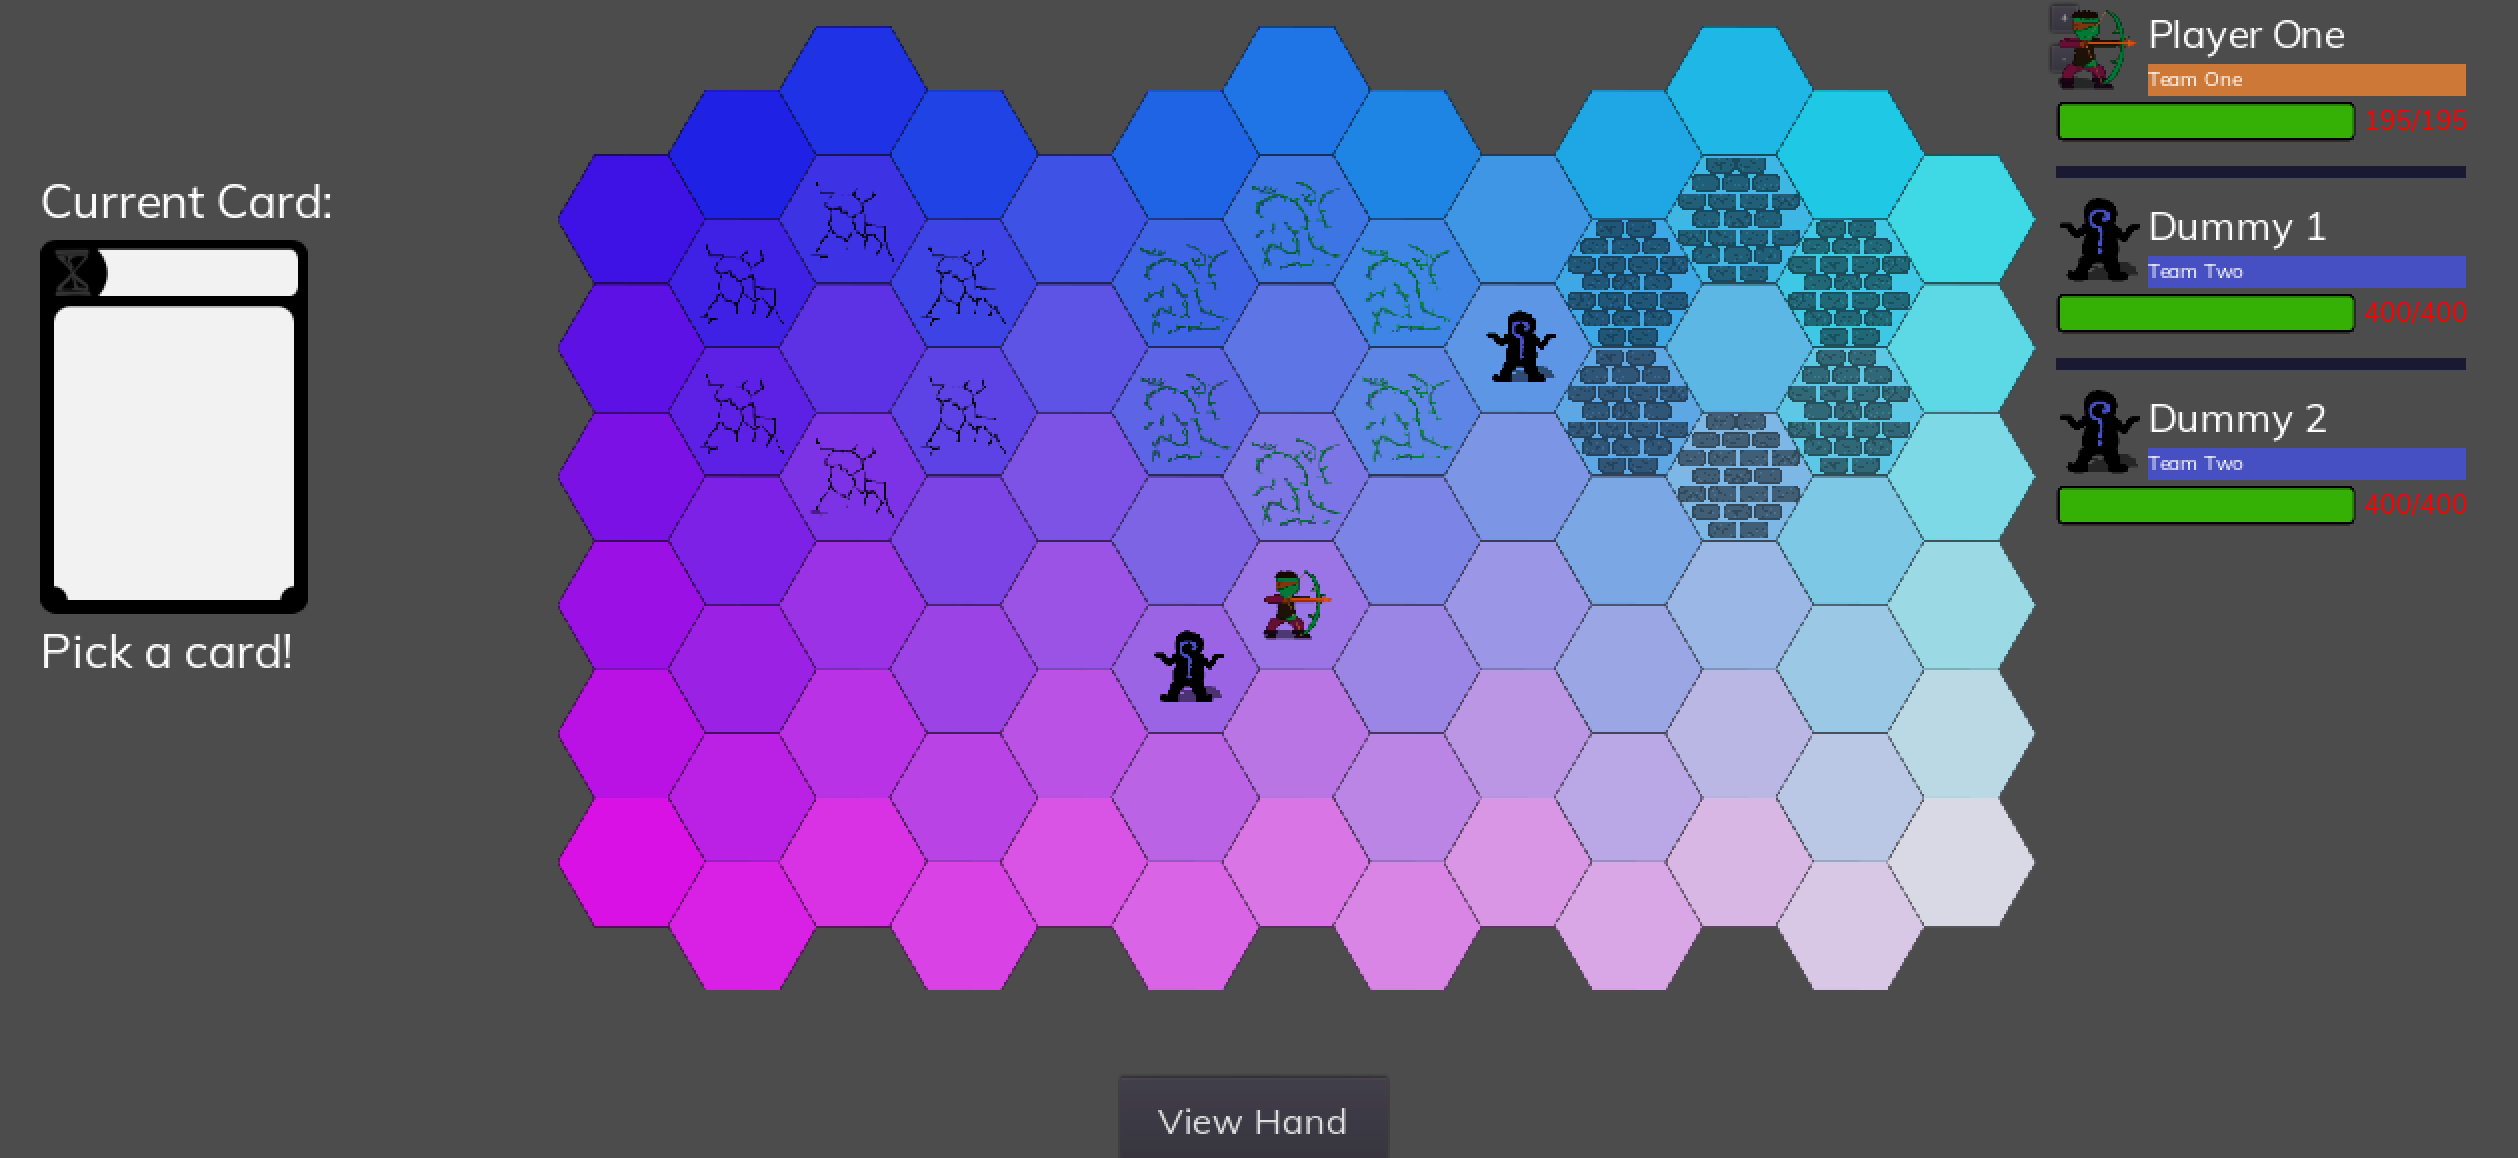 Current Card:
Pick a card!
Player One
Team One
195/195
Dummy 1
Team Two
400/400
Dummy 2
Team Two
400/400
View Hand